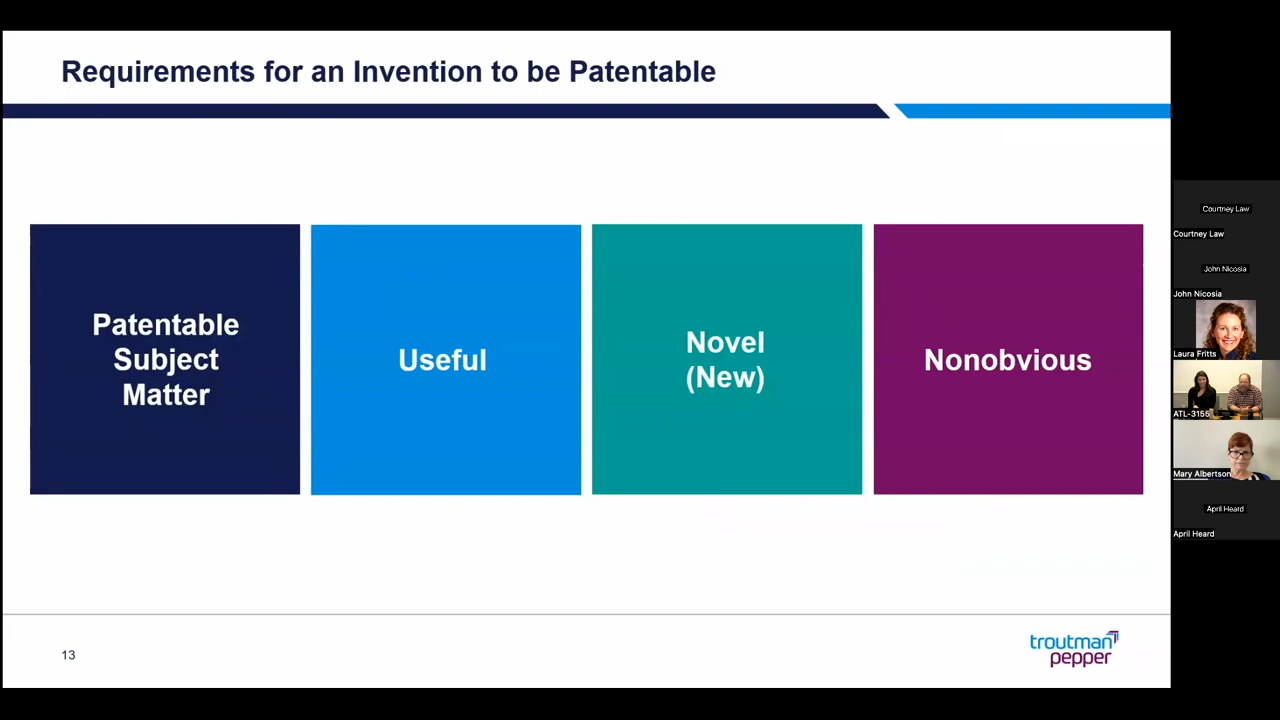 Requirements for an Invention to be Patentable
Patentable
Subject
Matter
Useful
Novel
(New)
Nonobvious
13
troutman
pepper
Courtney Law
Courtney Law
John Nicosia
John Nicosia
Laura Fritts
ATL-3155
Mary Albertson
April Heard
April Heard